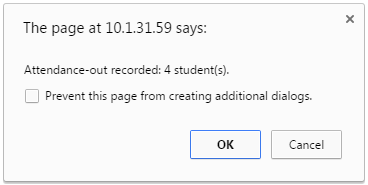 The page at 10.1.31.59 says:
Attendance-out recorded: 4 student(s).
Prevent this page from creating additional dialogs.
OK
Cancel